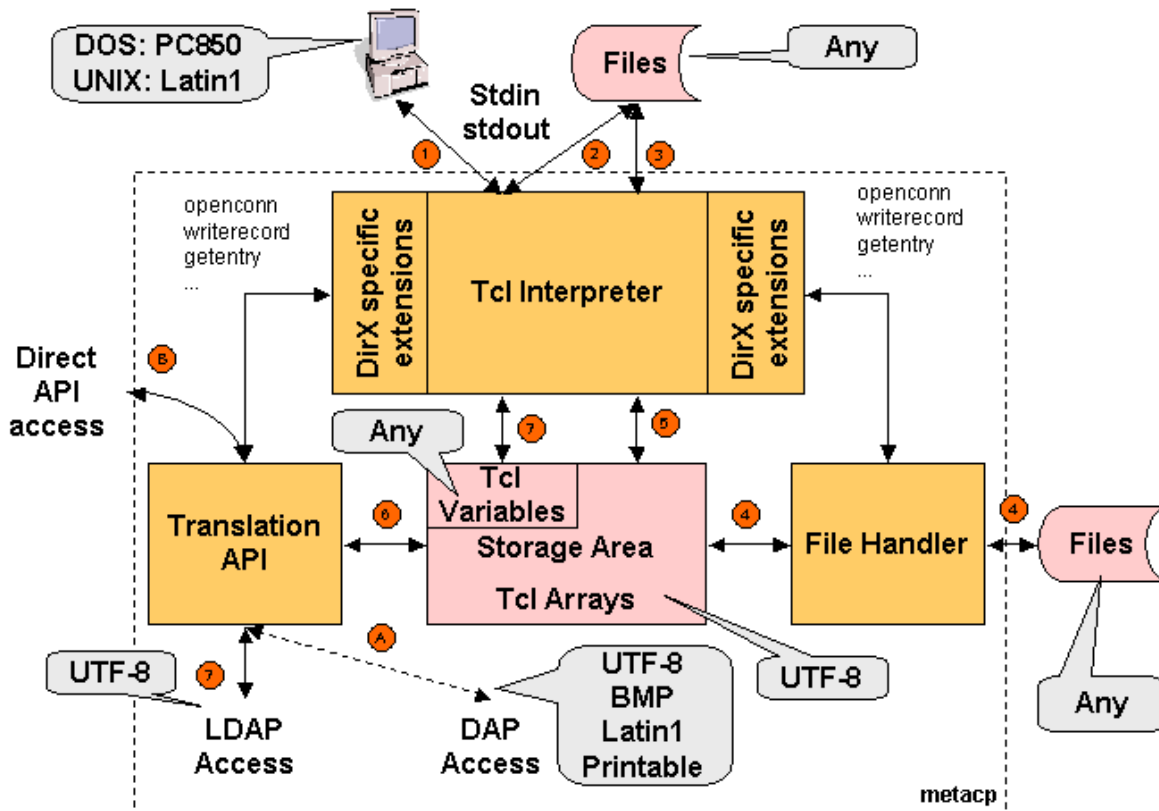 DOS: PC850
UNIX: Latin1
Files
Any
Stdin
stdout
1
2
3
openconn
writerecord
getentry
...
DirX specific
extensions
Tcl Interpreter
DirX specific
extensions
openconn
writerecord
getentry
...
Direct
API
access
B
Any
7
5
Translation
API
6
Tcl
Variables
Storage Area
Tcl Arrays
4
File Handler
4
Files
UTF-8
7
LDAP
Access
A
DAP
Access
UTF-8
BMP
Latin1
Printable
UTF-8
Any
metacp